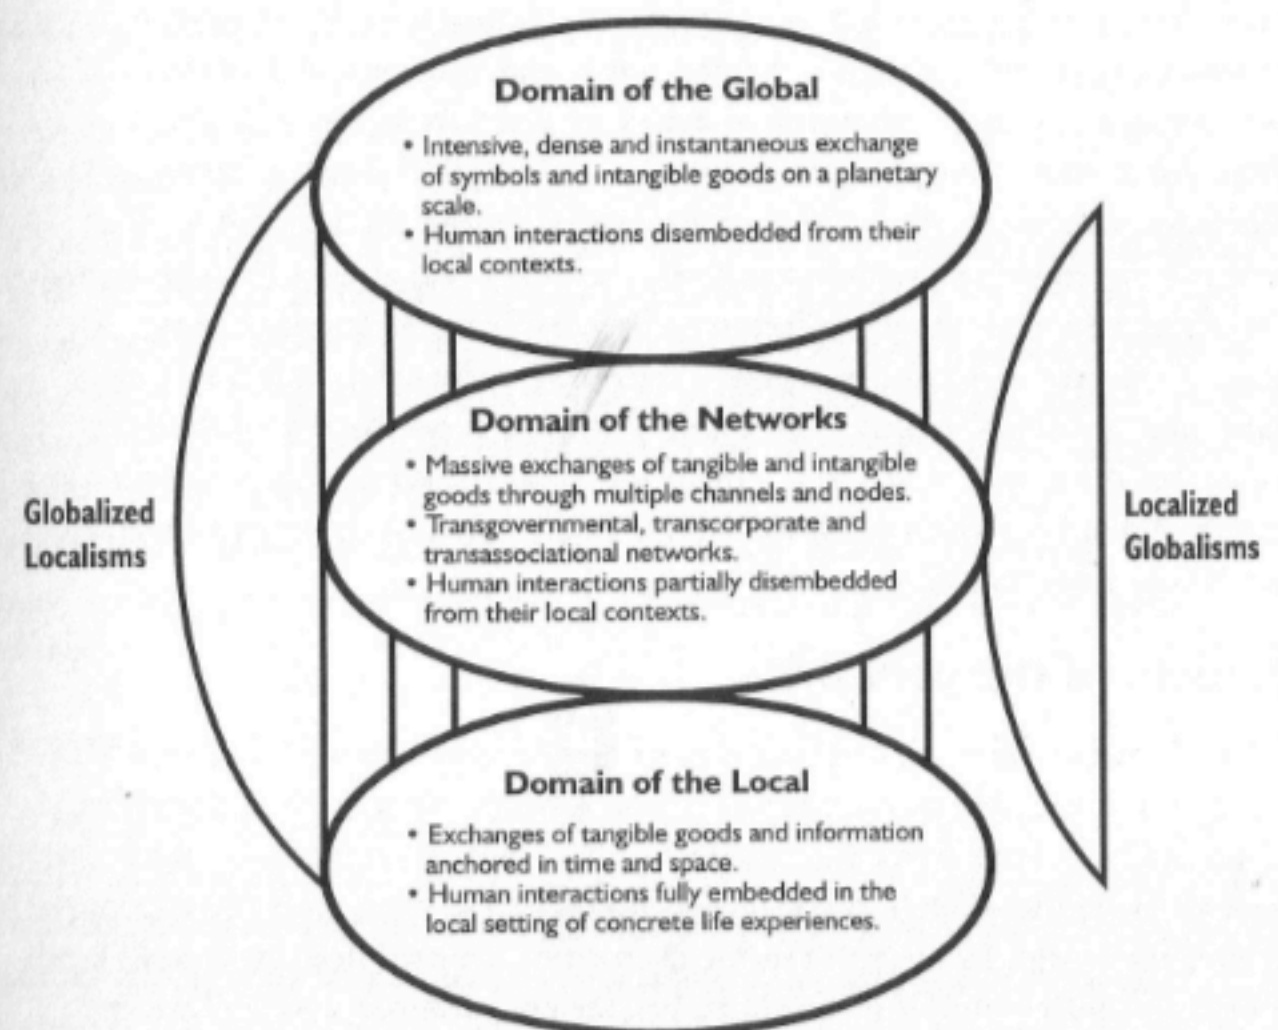 Domain of the Global
• Intensive, dense and instantaneous exchange
of symbols and intangible goods on a planetary
scale.
• Human interactions disembedded from their
local contexts.
Domain of the Networks
• Massive exchanges of tangible and intangible
goods through multiple channels and nodes.
• Transgovernmental, transcorporate and
transassociational networks.
• Human interactions partially disembedded
from their local contexts.
Globalized
Localisms
Localized
Globalisms
Domain of the Local
• Exchanges of tangible goods and information
anchored in time and space.
• Human interactions fully embedded in the
local setting of concrete life experiences.